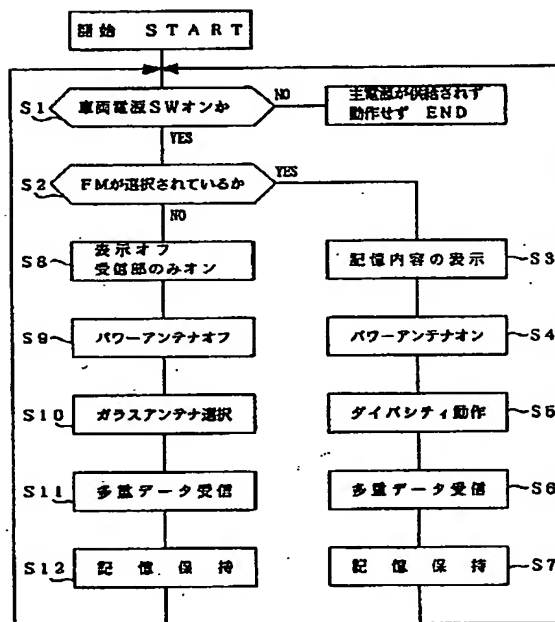 開始 START
S1
車両電源SWオンか
NO
主電源が供給されず
動作せず END
YES
S2
FMが選択されているか
YES
NO
S8
表示オフ
受信部のみオン
記憶内容の表示
S3
S9
パワーアンテナオフ
パワーアンテナオン
S4
S10
ガラスアンテナ選択
ダイバシティ動作
S5
S11
多重データ受信
多重データ受信
S6
S12
記憶保持
記憶保持
S7